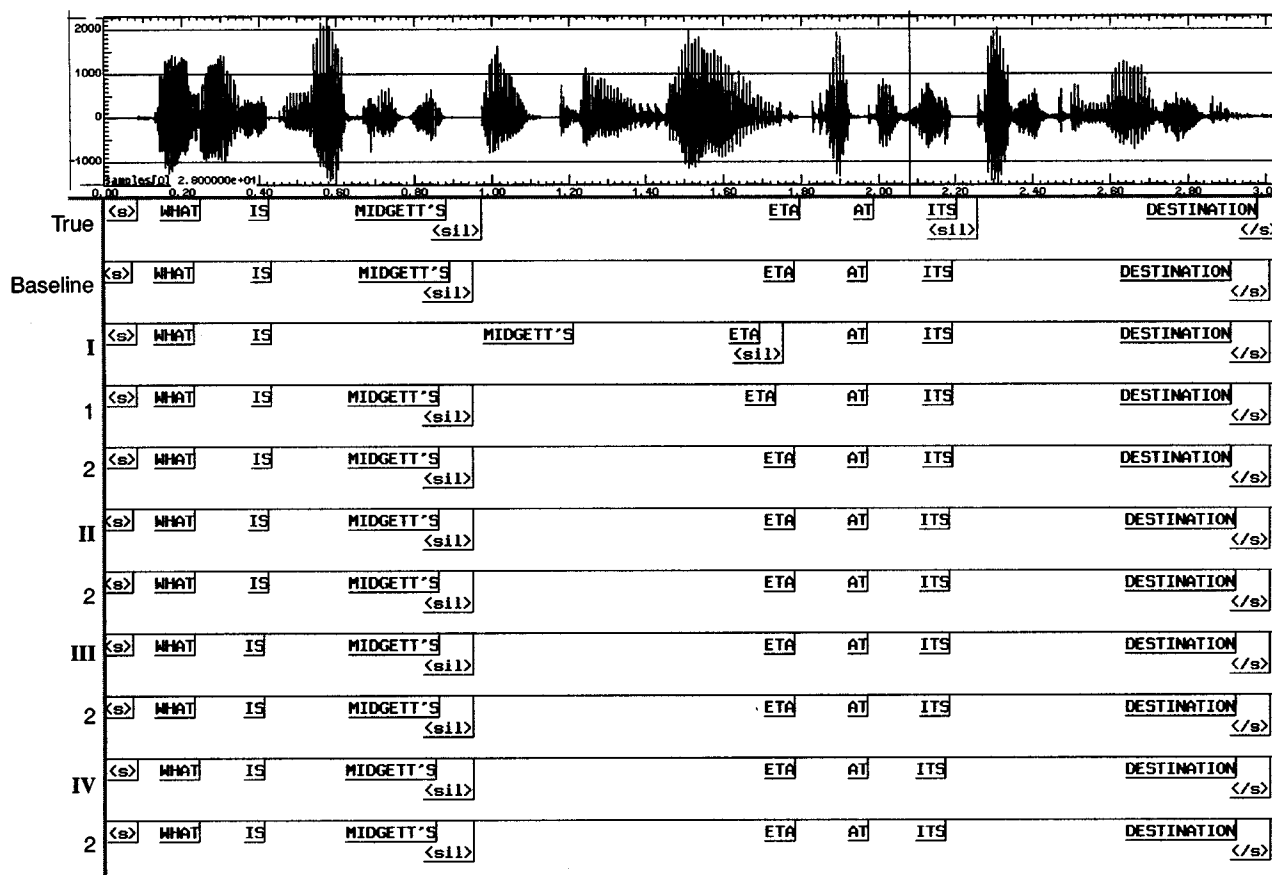 2000
1000
0
-1000
Samples[0] 2.800000e+01
0.00 0.20 0.40 0.60 0.80 1.00 1.20 1.40 1.60 1.80 2.00 2.20 2.40 2.60 2.80 3.0
True <s> WHAT IS MIDGETT'S ETA AT ITS DESTINATION
<sil> <sil> </s
Baseline <s> WHAT IS MIDGETT'S ETA AT ITS DESTINATION
<sil> </s>
I <s> WHAT IS MIDGETT'S ETA AT ITS DESTINATION
<sil> </s>
1 <s> WHAT IS MIDGETT'S ETA AT ITS DESTINATION
<sil> </s>
2 <s> WHAT IS MIDGETT'S ETA AT ITS DESTINATION
<sil> </s>
II <s> WHAT IS MIDGETT'S ETA AT ITS DESTINATION
<sil> </s>
2 <s> WHAT IS MIDGETT'S ETA AT ITS DESTINATION
<sil> </s>
III <s> WHAT IS MIDGETT'S ETA AT ITS DESTINATION
<sil> </s>
2 <s> WHAT IS MIDGETT'S ETA AT ITS DESTINATION
<sil> </s>
IV <s> WHAT IS MIDGETT'S ETA AT ITS DESTINATION
<sil> </s>
2 <s> WHAT IS MIDGETT'S ETA AT ITS DESTINATION
<sil> </s>